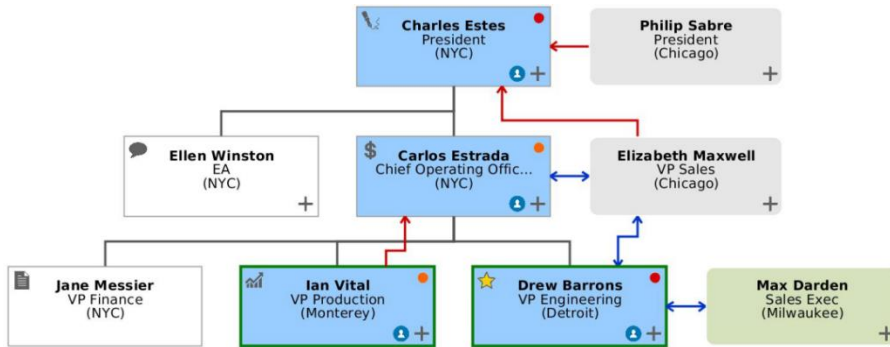 Charles Estes
President
(NYC)
Philip Sabre
President
(Chicago)
Ellen Winston
EA
(NYC)
$
Carlos Estrada
Chief Operating Offic...
(NYC)
Elizabeth Maxwell
VP Sales
(Chicago)
Jane Messier
VP Finance
(NYC)
Ian Vital
VP Production
(Monterey)
Drew Barrons
VP Engineering
(Detroit)
Max Darden
Sales Exec
(Milwaukee)